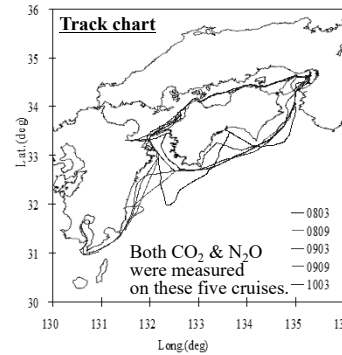 Track chart
36
35
34
33
32
31
30
Lat.(deg)
0803
0809
0903
0909
1003
Both CO₂ & N₂O
were measured
on these five cruises.
130 131 132 133 134 135 136
Long.(deg)